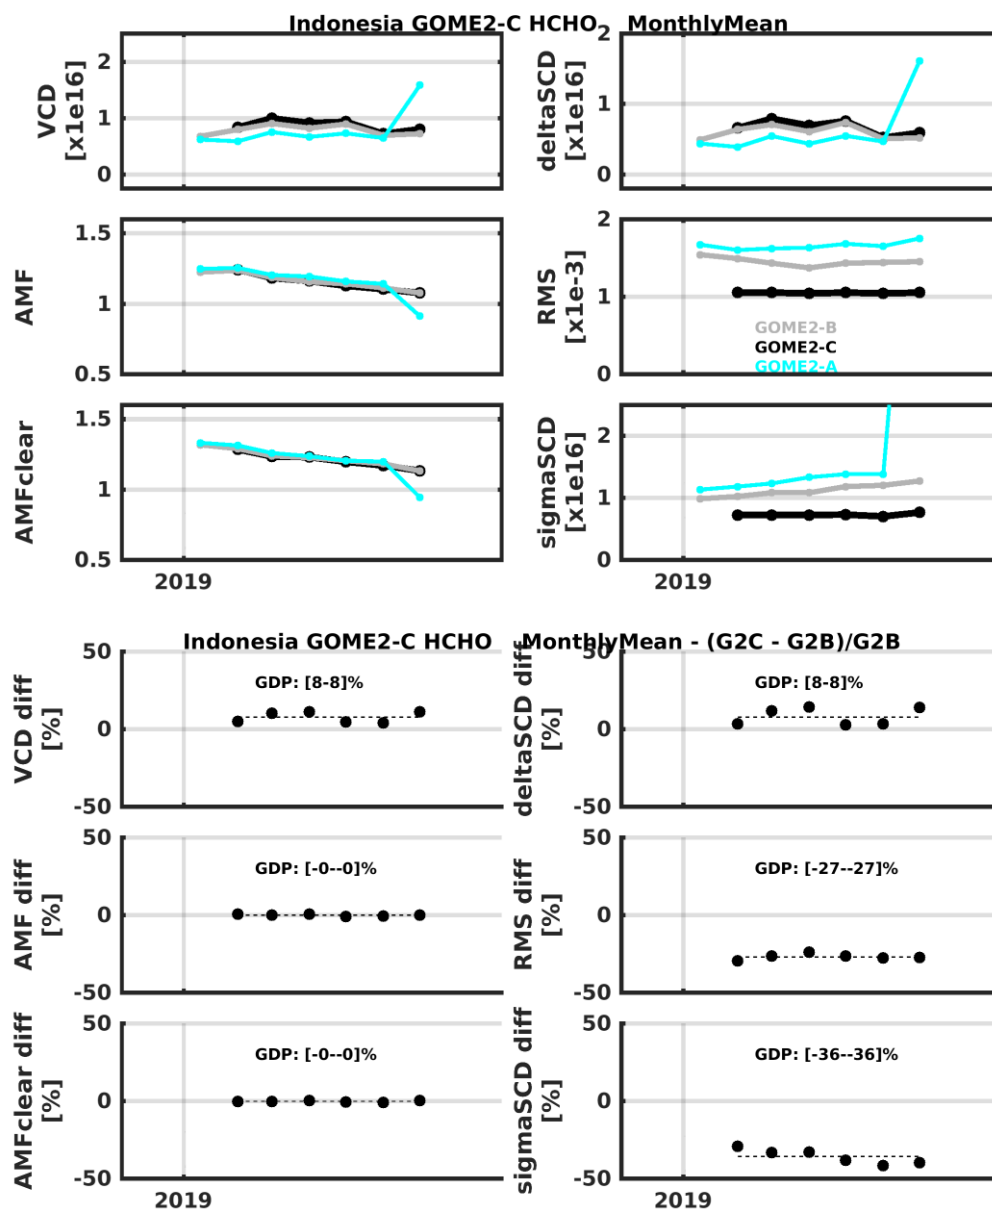 Indonesia GOME2-C HCHO MonthlyMean
VCD
[x1e16]
2
1
0
deltaSCD
[x1e16]
2
1
0
AMF
1.5
1
0.5
RMS
[x1e-3]
2
1
0
GOME2-B
GOME2-C
GOME2-A
AMFclear
1.5
1
0.5
2019
sigmaSCD
[x1e16]
2
1
0
2019
Indonesia GOME2-C HCHO MonthlyMean - (G2C - G2B)/G2B
VCD diff
[%]
50
0
-50
GDP: [8-8]%
deltaSCD diff
[%]
50
0
-50
GDP: [8-8]%
AMF diff
[%]
50
0
-50
GDP: [-0--0]%
RMS diff
[%]
50
0
-50
GDP: [-27--27]%
AMFclear diff
[%]
50
0
-50
GDP: [-0--0]%
2019
sigmaSCD diff
[%]
50
0
-50
GDP: [-36--36]%
2019